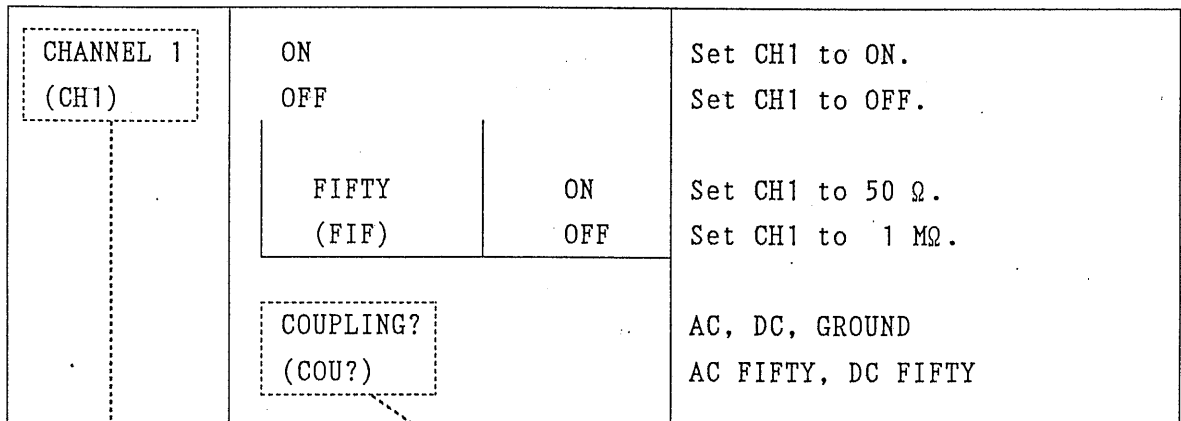 CHANNEL 1 ON Set CH1 to ON.
(CH1) OFF Set CH1 to OFF.
FIFTY ON Set CH1 to 50 Ω.
(FIF) OFF Set CH1 to 1 MΩ.
COUPLING? AC, DC, GROUND
(COU?) AC FIFTY, DC FIFTY